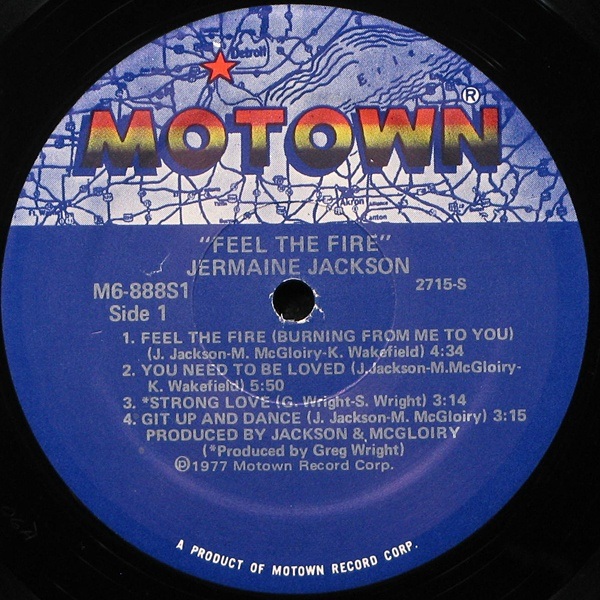 Detroit
Erie
®
MOTOWN
Akron
anton
"FEEL THE FIRE"
JERMAINE JACKSON
M6-888S1
2715-S
Side 1
1. FEEL THE FIRE (BURNING FROM ME TO YOU)
(J. Jackson-M. McGloiry-K. Wakefield) 4:34
2. YOU NEED TO BE LOVED (J.Jackson-M.McGloiry-
K. Wakefield) 5:50
3. *STRONG LOVE (G. Wright-S. Wright) 3:14
4. GIT UP AND DANCE (J. Jackson-M. McGloiry) 3:15
PRODUCED BY JACKSON & MCGLOIRY
(*Produced by Greg Wright)
℗1977 Motown Record Corp.
A PRODUCT OF MOTOWN RECORD CORP.